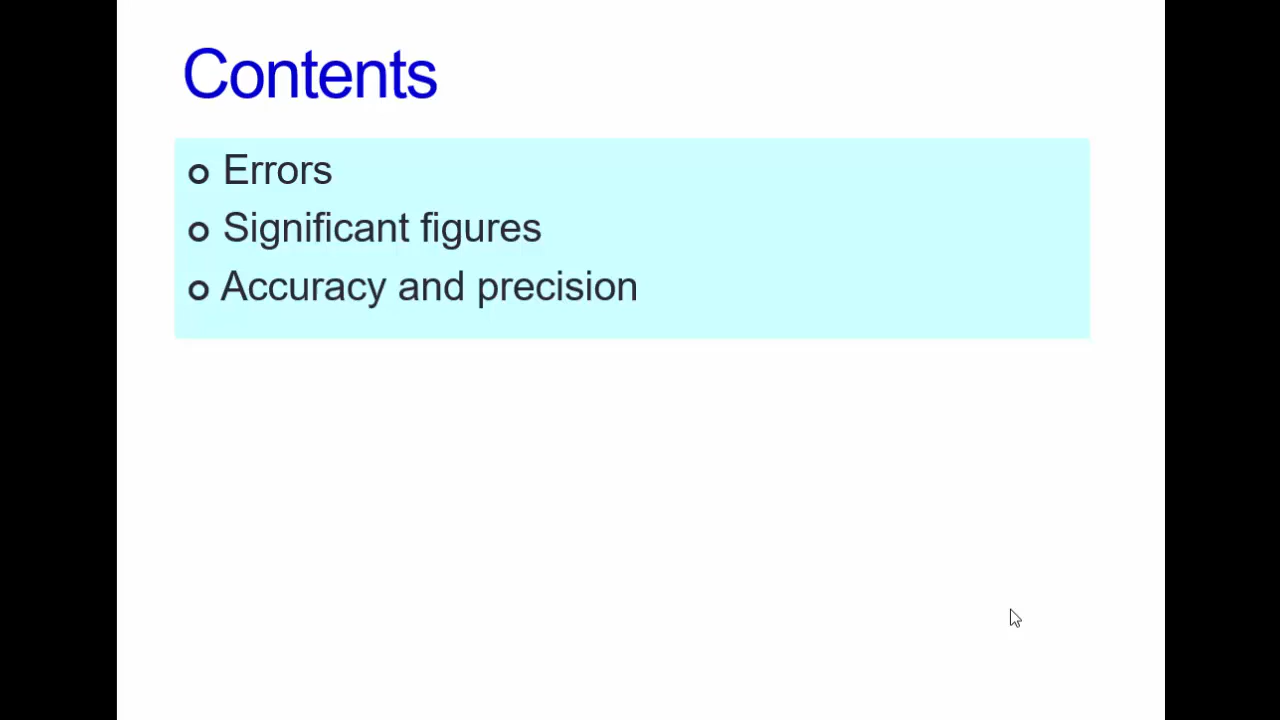 Contents
Errors
Significant figures
Accuracy and precision